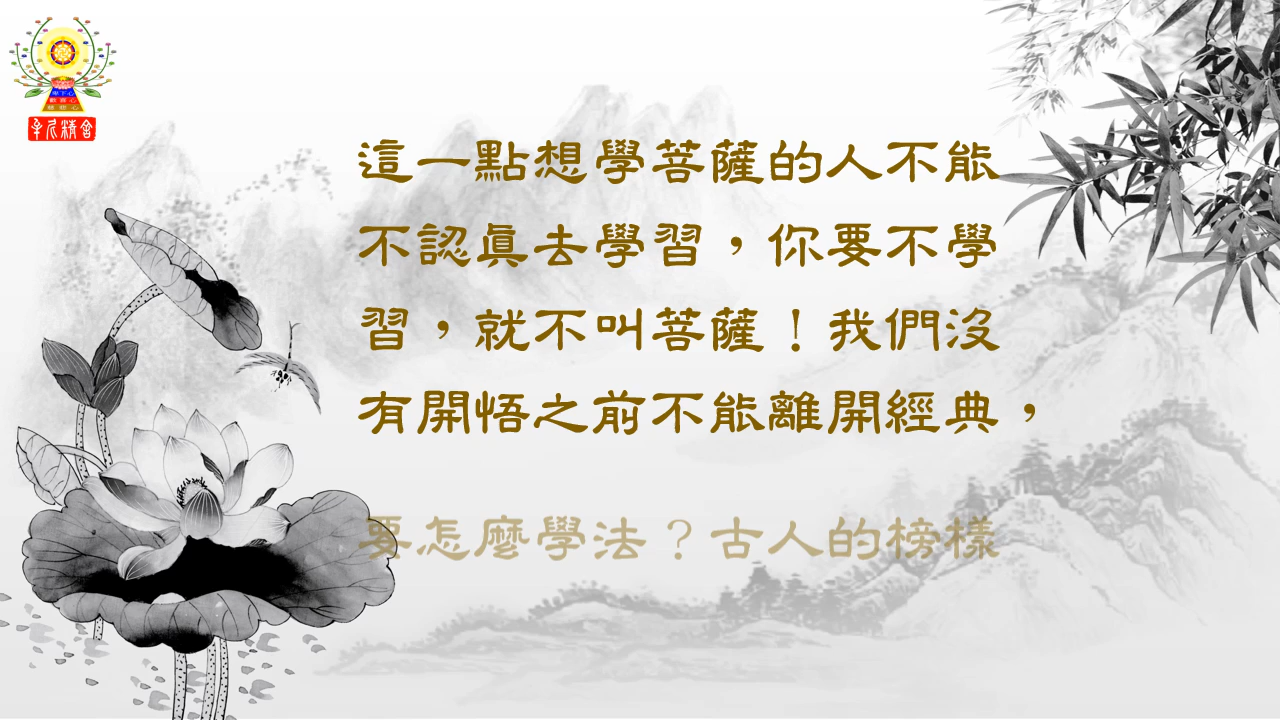 這一點想學菩薩的人不能
不認真去學習，你要不學
習，就不叫菩薩！我們沒
有開悟之前不能離開經典，
要怎麼學法？古人的榜樣